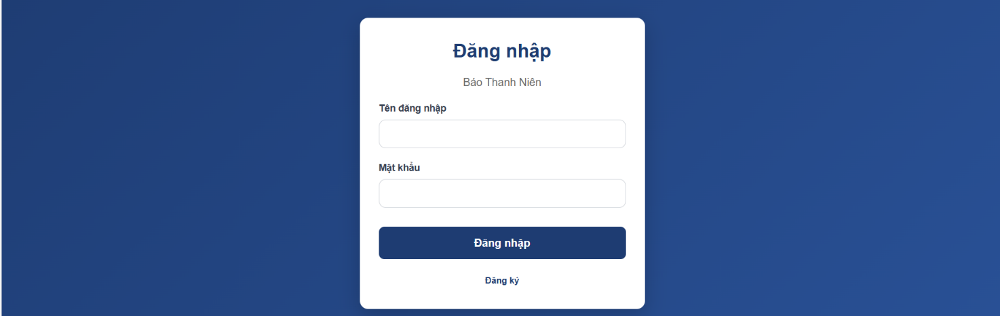 Đăng nhập
Báo Thanh Niên
Tên đăng nhập
Mật khẩu
Đăng nhập
Đăng ký